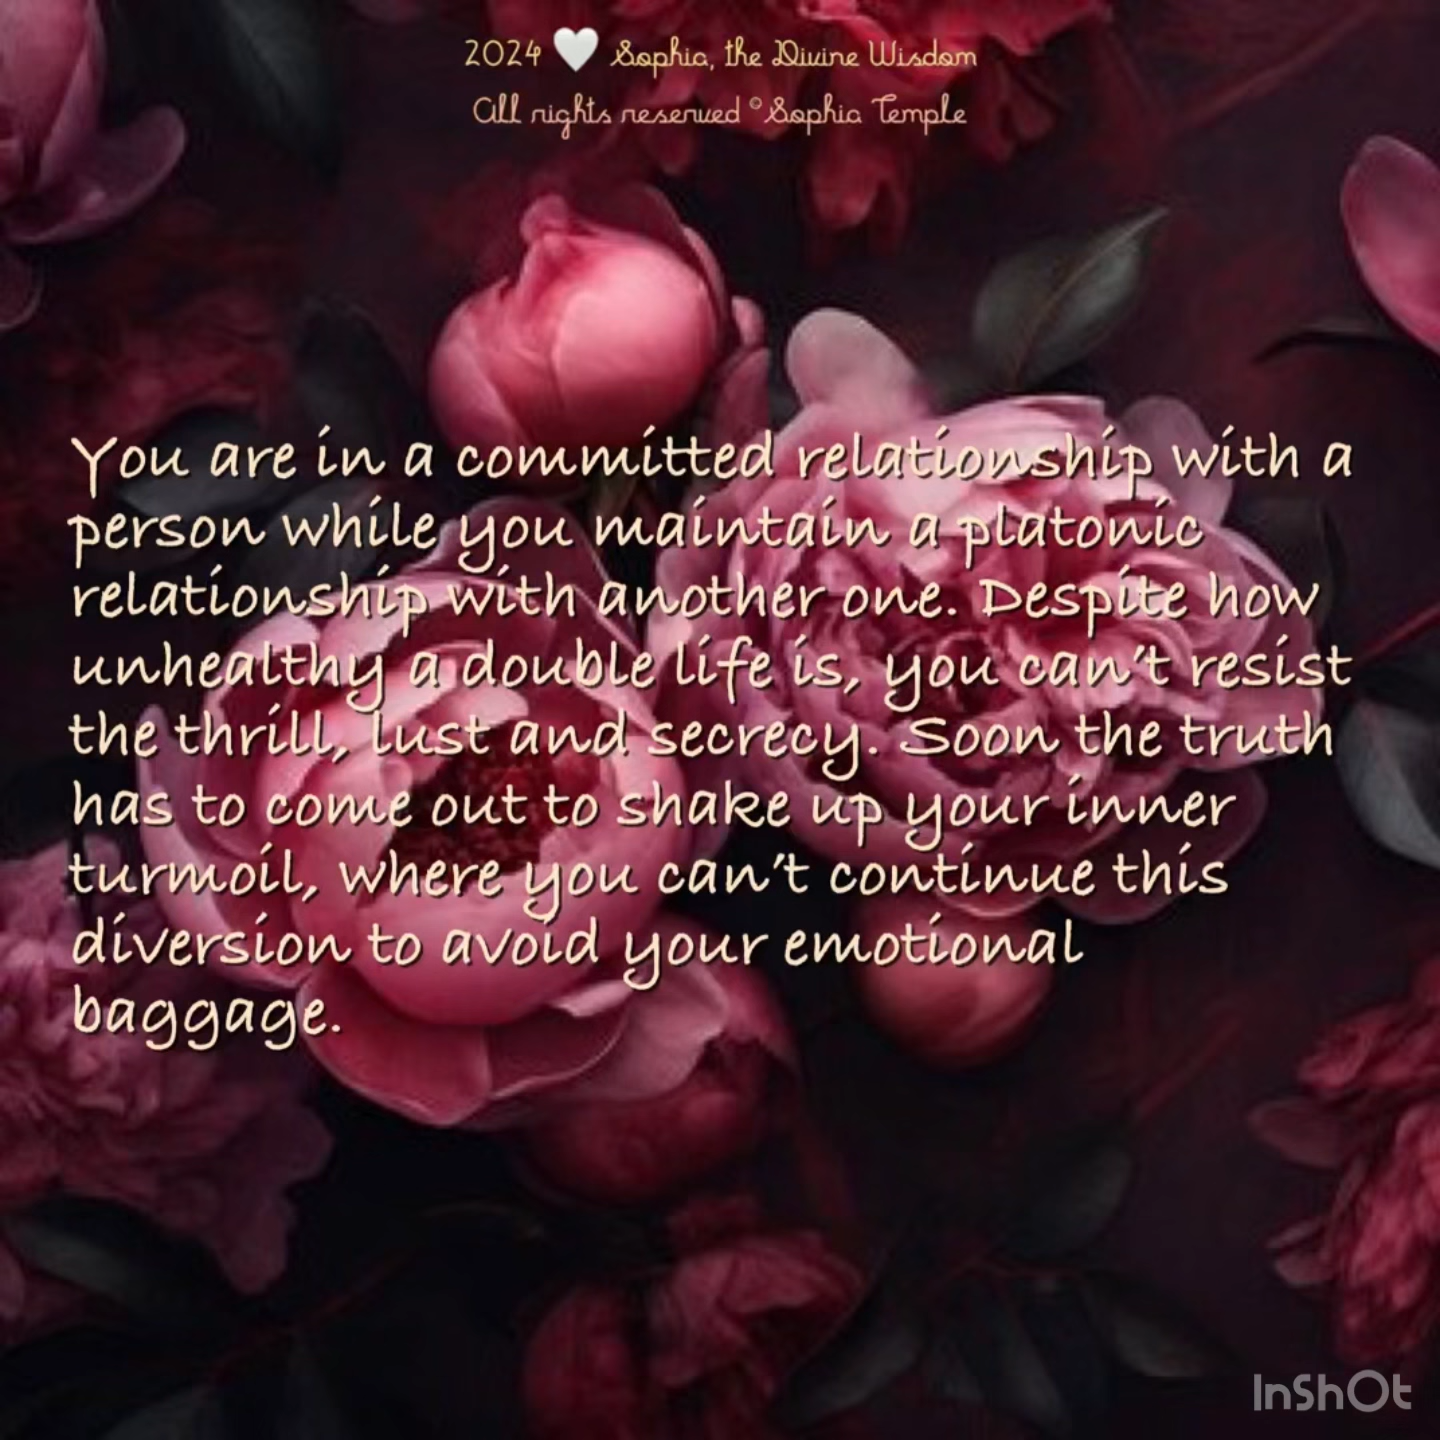 2024 🤍 Sophia, the Divine Wisdom
All rights reserved © Sophia Temple
You are in a committed relationship with a
person while you maintain a platonic
relationship with another one. Despite how
unhealthy a double life is, you can't resist
the thrill, lust and secrecy. Soon the truth
has to come out to shake up your inner
turmoil, where you can't continue this
diversion to avoid your emotional
baggage.
InShOt